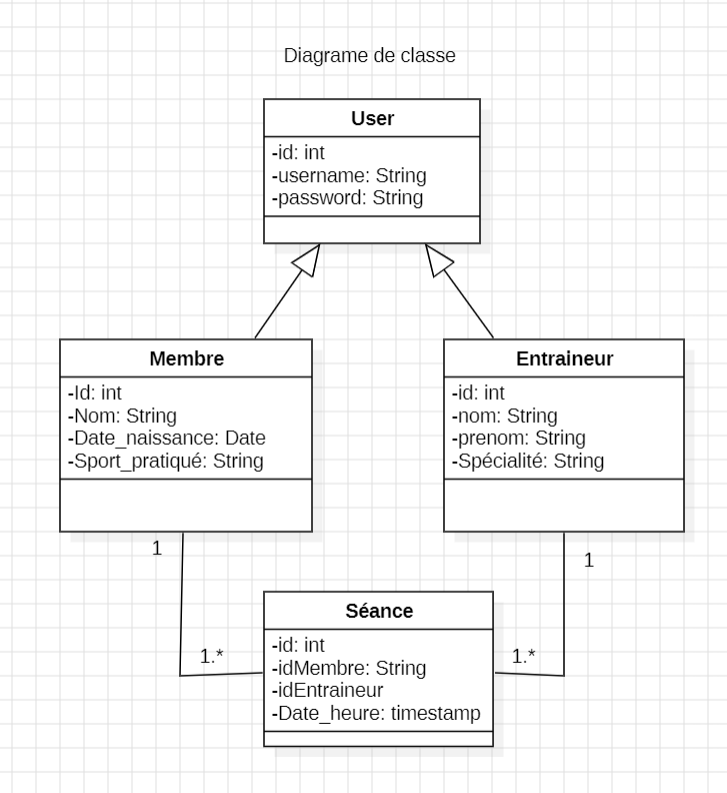 Diagrame de classe
User
-id: int
-username: String
-password: String
Membre
-Id: int
-Nom: String
-Date_naissance: Date
-Sport_pratiqué: String
Entraineur
-id: int
-nom: String
-prenom: String
-Spécialité: String
1
1
Séance
-id: int
-idMembre: String
-idEntraineur
-Date_heure: timestamp
1.*
1.*